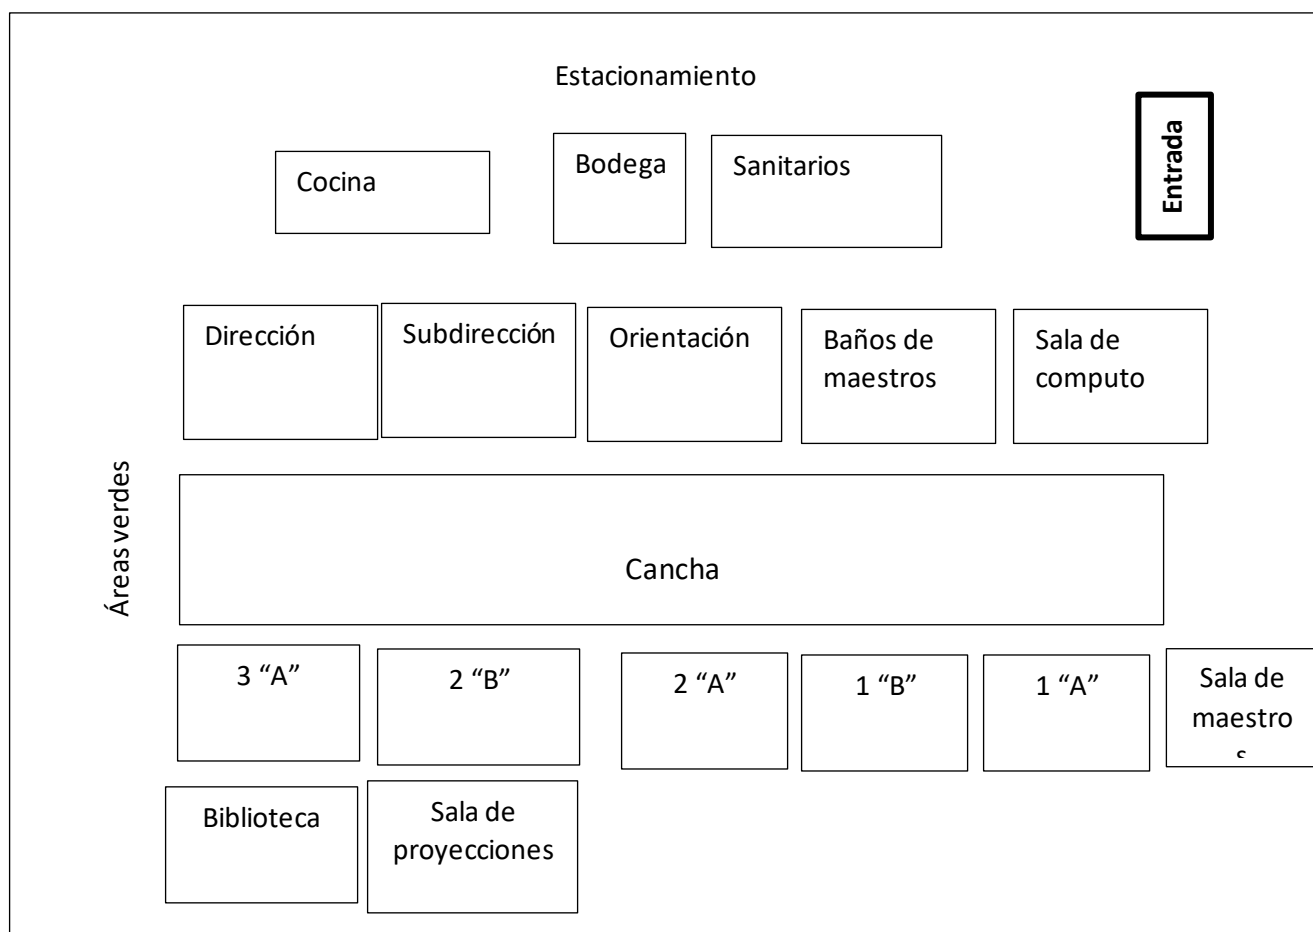 Estacionamiento
Entrada
Cocina
Bodega
Sanitarios
Dirección
Subdirección
Orientación
Baños de
maestros
Sala de
computo
Áreas verdes
Cancha
3 “A”
2 “B”
2 “A”
1 “B”
1 “A”
Sala de
maestro
s
Biblioteca
Sala de
proyecciones